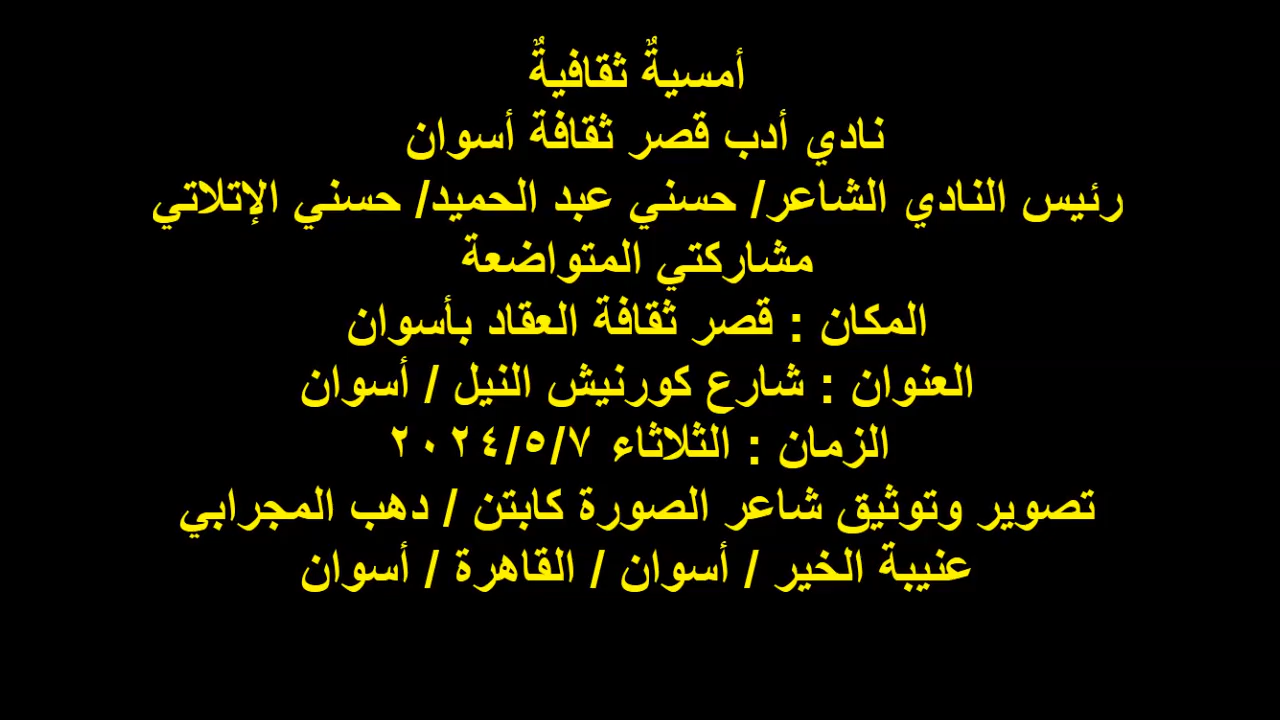 أمسيةٌ ثقافيةٌ
نادي أدب قصر ثقافة أسوان
رئيس النادي الشاعر/ حسني عبد الحميد/ حسني الإتلاتي
مشاركتي المتواضعة
المكان : قصر ثقافة العقاد بأسوان
العنوان : شارع كورنيش النيل / أسوان
الزمان : الثلاثاء ٢٠٢٤/٥/٧
تصوير وتوثيق شاعر الصورة كابتن / دهب المجرابي
عنيبة الخير / أسوان / القاهرة / أسوان